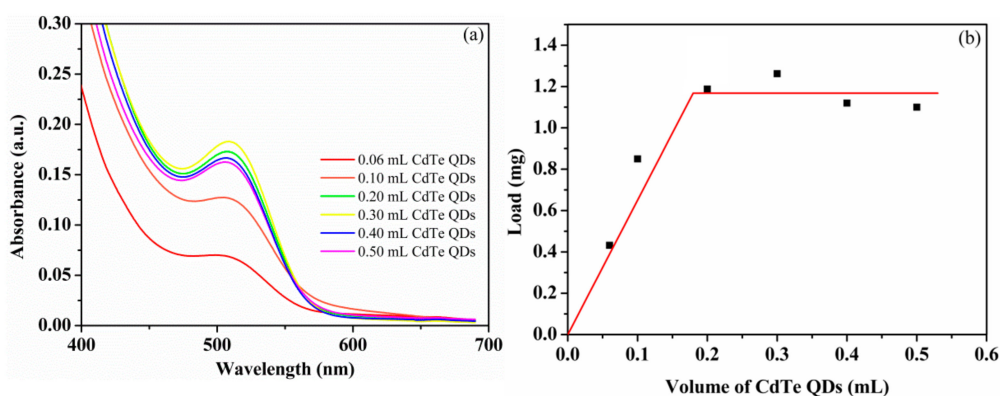 (a)
0.30
0.25
0.20
0.15
0.10
0.05
0.00
Absorbance (a.u.)
400
500
600
700
Wavelength (nm)
0.06 mL CdTe QDs
0.10 mL CdTe QDs
0.20 mL CdTe QDs
0.30 mL CdTe QDs
0.40 mL CdTe QDs
0.50 mL CdTe QDs
(b)
1.4
1.2
1.0
0.8
0.6
0.4
0.2
0.0
Load (mg)
0.0
0.1
0.2
0.3
0.4
0.5
0.6
Volume of CdTe QDs (mL)